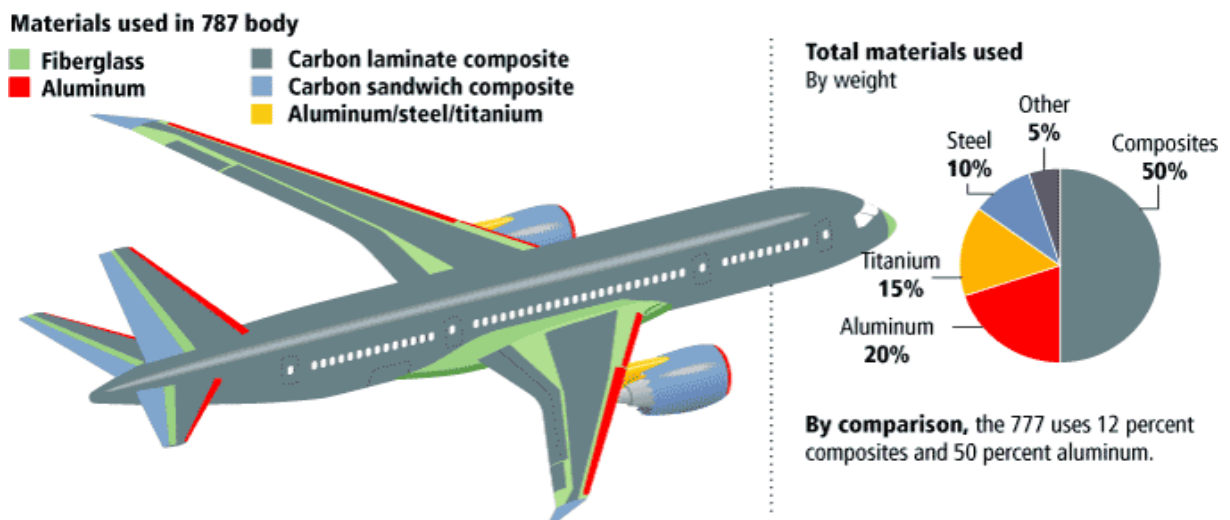 Materials used in 787 body
Fiberglass
Aluminum
Carbon laminate composite
Carbon sandwich composite
Aluminum/steel/titanium
Total materials used
By weight
Other
5%
Steel
10%
Composites
50%
Titanium
15%
Aluminum
20%
By comparison, the 777 uses 12 percent
composites and 50 percent aluminum.